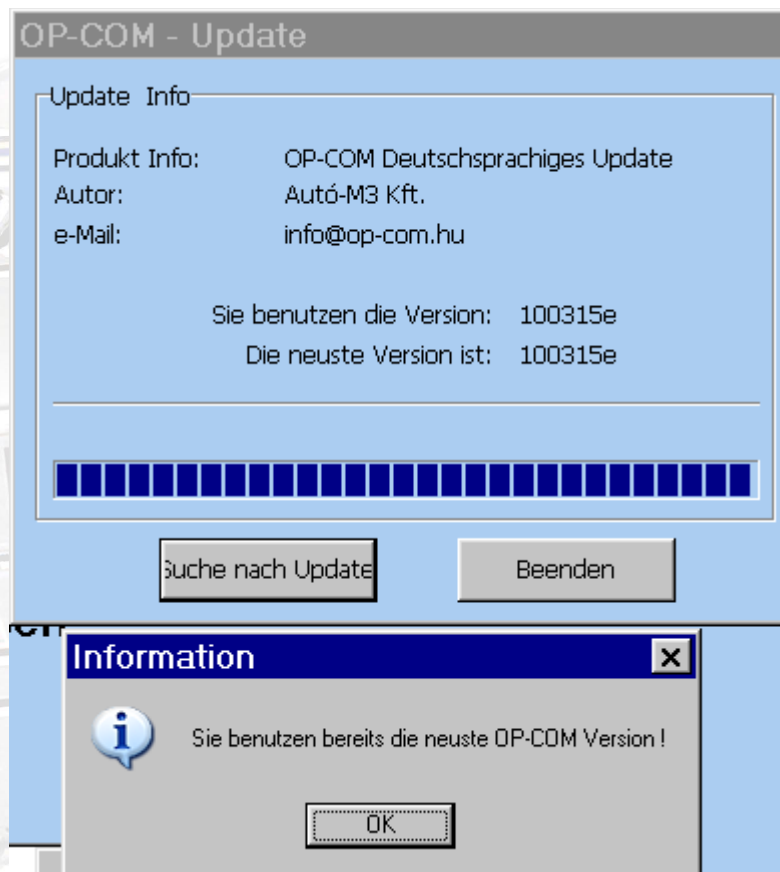 OP-COM - Update
Update Info
Produkt Info: OP-COM Deutschsprachiges Update
Autor: Autó-M3 Kft.
e-Mail: info@op-com.hu
Sie benutzen die Version: 100315e
Die neuste Version ist: 100315e
Suche nach Update
Beenden
Information
Sie benutzen bereits die neuste OP-COM Version !
OK